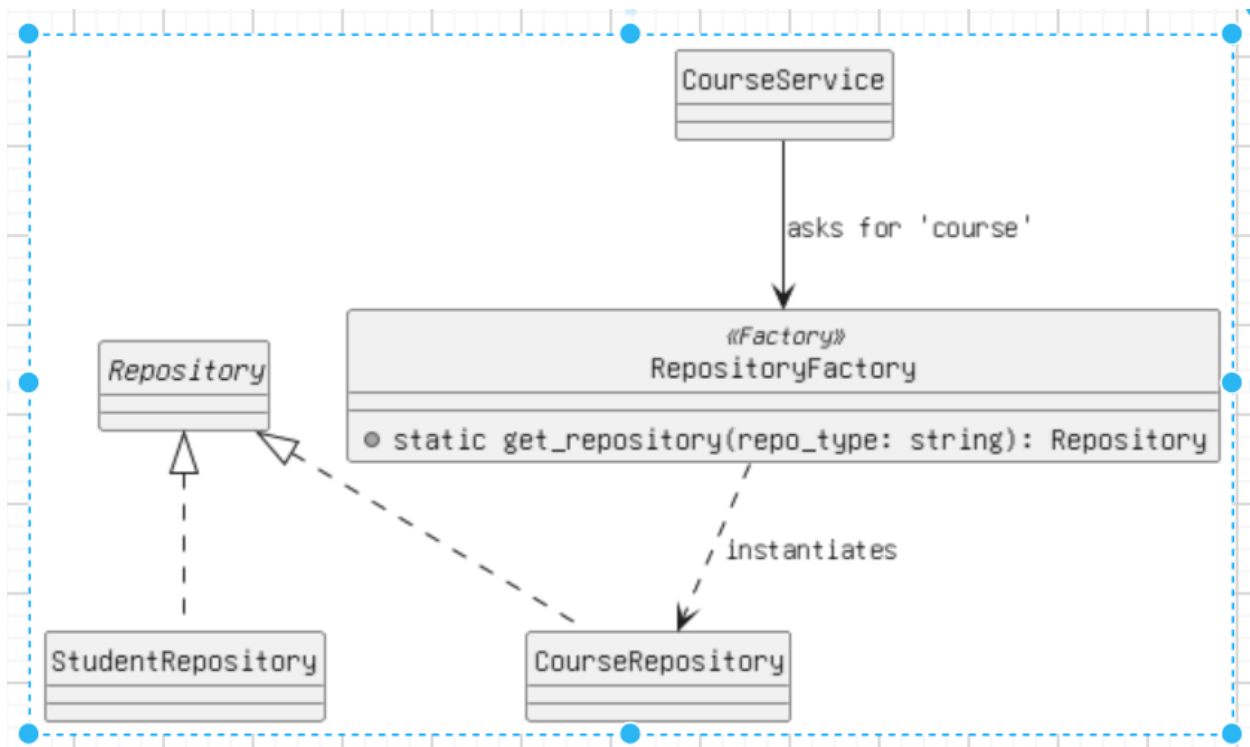 CourseService
asks for 'course'
«Factory»
RepositoryFactory
static get_repository(repo_type: string): Repository
Repository
instantiates
StudentRepository
CourseRepository